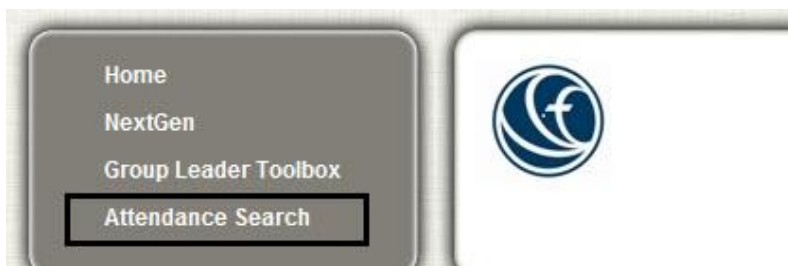 Home
NextGen
Group Leader Toolbox
Attendance Search
f